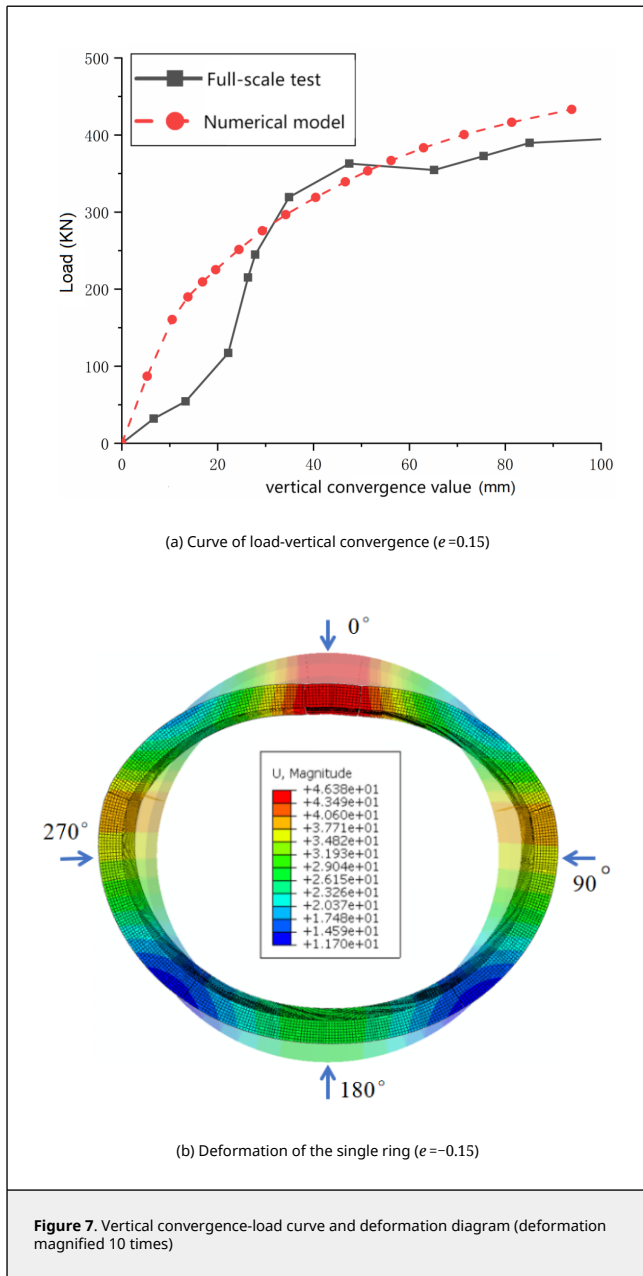 500
400
300
200
100
0
Load (KN)
Full-scale test
Numerical model
0 20 40 60 80 100
vertical convergence value (mm)
(a) Curve of load-vertical convergence (e=0.15)
0°
U, Magnitude
+4.638e+01
+4.349e+01
+4.060e+01
+3.771e+01
+3.482e+01
+3.193e+01
+2.904e+01
+2.615e+01
+2.326e+01
+2.037e+01
+1.748e+01
+1.459e+01
+1.170e+01
270°
90°
180°
(b) Deformation of the single ring (e=−0.15)
Figure 7. Vertical convergence-load curve and deformation diagram (deformation
magnified 10 times)